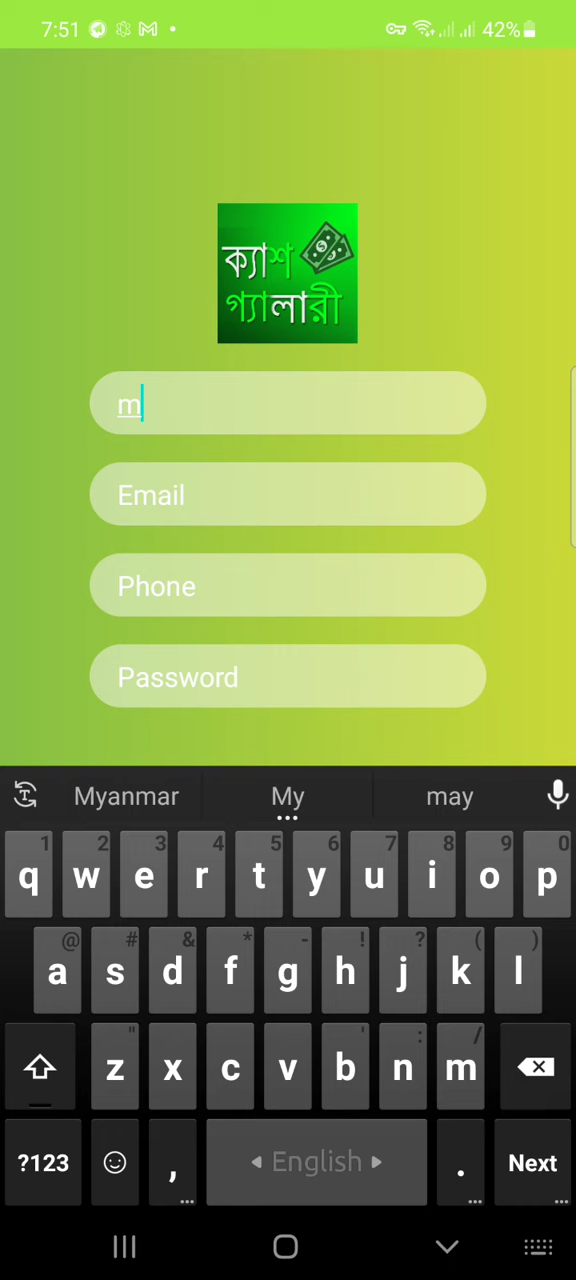 7:51 42%
ক্যাশ
গ্যালারী
m
Email
Phone
Password
Myanmar My may
1 2 3 4 5 6 7 8 9 0
q w e r t y u i o p
@ # & * - ! ? ( )
a s d f g h j k l
" ' : /
z x c v b n m
?123 , English . Next